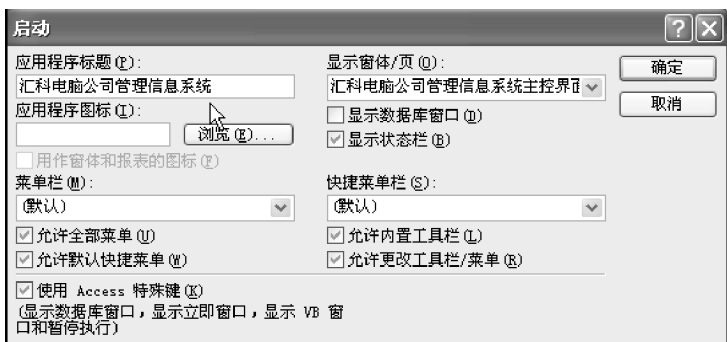 启动
应用程序标题(P):
汇科电脑公司管理信息系统
应用程序图标(I):
浏览(E)...
用作窗体和报表的图标(F)
菜单栏(M):
(默认)
允许全部菜单(U)
允许默认快捷菜单(W)
显示窗体/页(O):
汇科电脑公司管理信息系统主控界面
显示数据库窗口(D)
显示状态栏(B)
快捷菜单栏(S):
(默认)
允许内置工具栏(L)
允许更改工具栏/菜单(R)
确定
取消
使用 Access 特殊键(K)
(显示数据库窗口，显示立即窗口，显示 VB 窗
口和暂停执行)